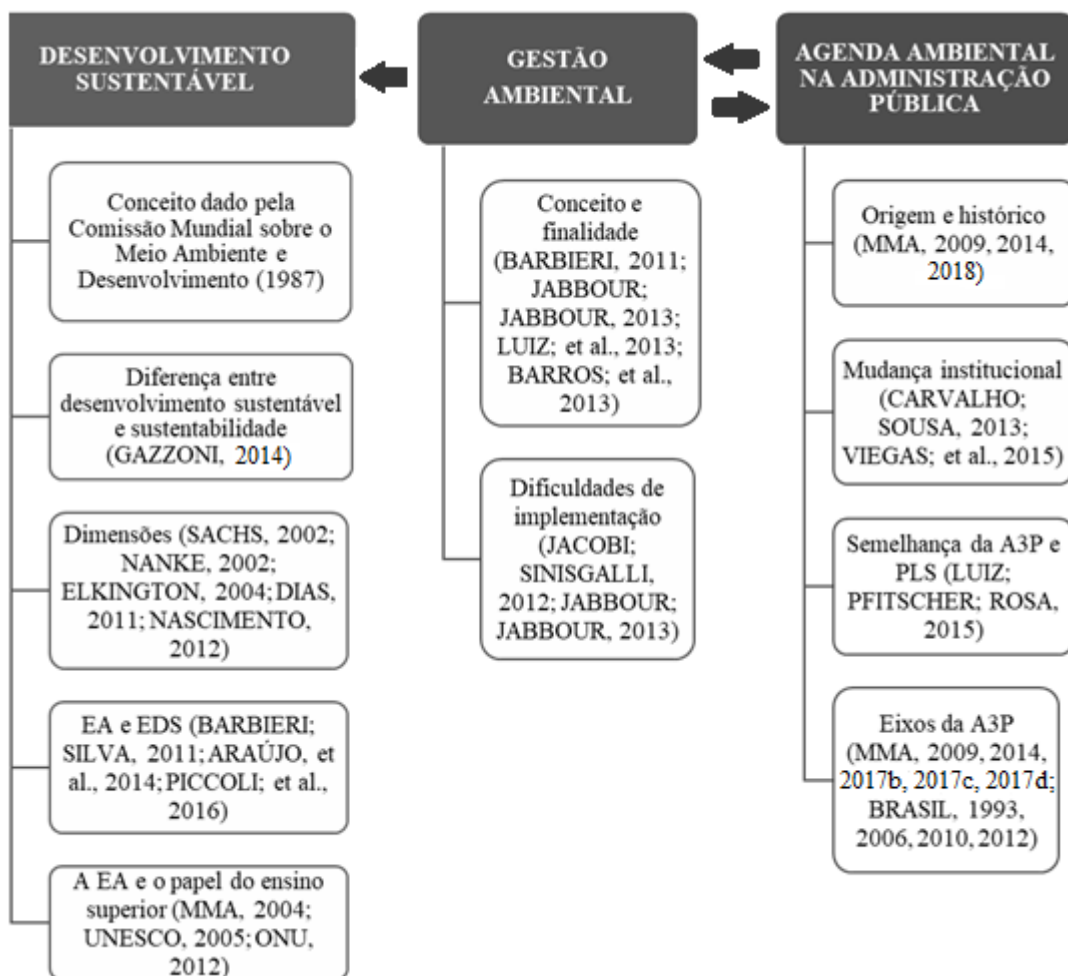 DESENVOLVIMENTO
SUSTENTÁVEL
Conceito dado pela
Comissão Mundial sobre o
Meio Ambiente e
Desenvolvimento (1987)
Diferença entre
desenvolvimento sustentável
e sustentabilidade
(GAZZONI, 2014)
Dimensões (SACHS, 2002;
NANKE, 2002;
ELKINGTON, 2004; DIAS,
2011; NASCIMENTO,
2012)
EA e EDS (BARBIERI;
SILVA, 2011; ARAÚJO, et
al., 2014; PICCOLI; et al.,
2016)
A EA e o papel do ensino
superior (MMA, 2004;
UNESCO, 2005; ONU,
2012)
GESTÃO
AMBIENTAL
Conceito e
finalidade
(BARBIERI, 2011;
JABBOUR;
JABBOUR, 2013;
LUIZ; et al., 2013;
BARROS; et al.,
2013)
Dificuldades de
implementação
(JACOBI;
SINISGALLI,
2012; JABBOUR;
JABBOUR, 2013)
AGENDA AMBIENTAL
NA ADMINISTRAÇÃO
PÚBLICA
Origem e histórico
(MMA, 2009, 2014,
2018)
Mudança institucional
(CARVALHO;
SOUSA, 2013;
VIEGAS; et al., 2015)
Semelhança da A3P e
PLS (LUIZ;
PFITSCHER; ROSA,
2015)
Eixos da A3P
(MMA, 2009, 2014,
2017b, 2017c, 2017d;
BRASIL, 1993,
2006, 2010, 2012)